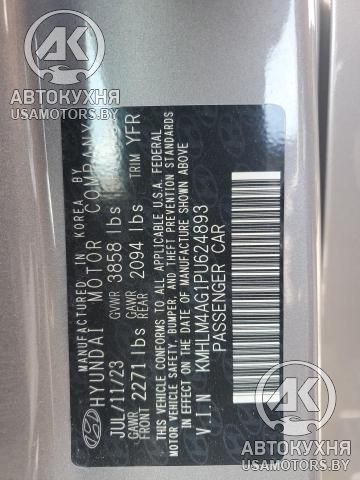 АВТОКУХНЯ
USAMOTORS.BY
MANUFACTURED IN KOREA BY
HYUNDAI MOTOR COMPANY
JUL/11/23 GVWR 3858 lbs TRIM YFR
GAWR FRONT 2271 lbs GAWR REAR 2094 lbs
THIS VEHICLE CONFORMS TO ALL APPLICABLE U.S.A. FEDERAL
MOTOR VEHICLE SAFETY, BUMPER, AND THEFT PREVENTION STANDARDS
IN EFFECT ON THE DATE OF MANUFACTURE SHOWN ABOVE
V.I.N KMHLM4AG1PU624893
PASSENGER CAR
АВТОКУХНЯ
USAMOTORS.BY